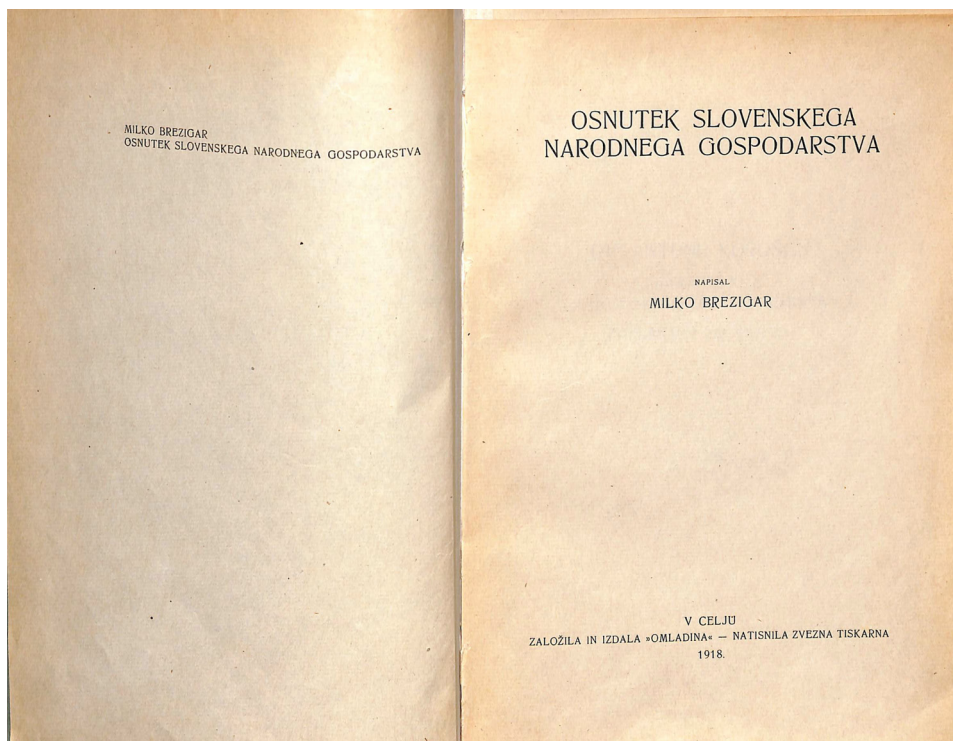 MILKO BREZIGAR
OSNUTEK SLOVENSKEGA NARODNEGA GOSPODARSTVA
OSNUTEK SLOVENSKEGA
NARODNEGA GOSPODARSTVA
NAPISAL
MILKO BREZIGAR
V CELJU
ZALOŽILA IN IZDALA »OMLADINA« — NATISNILA ZVEZNA TISKARNA
1918.